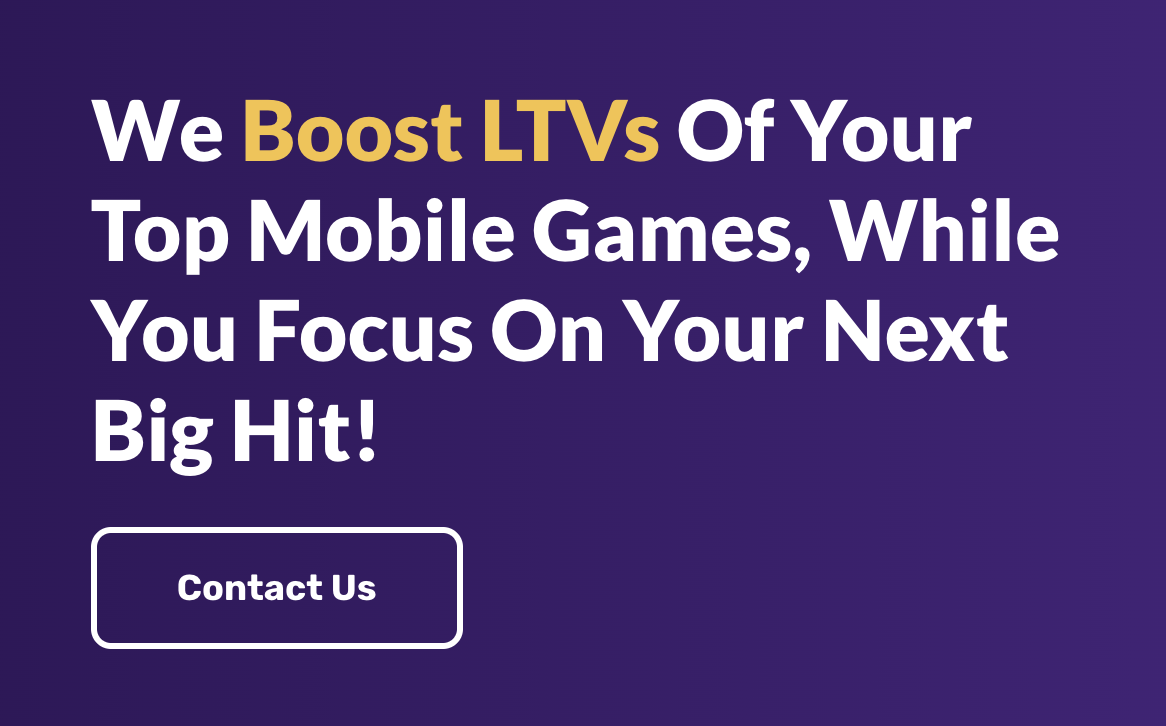 We Boost LTVs Of Your
Top Mobile Games, While
You Focus On Your Next
Big Hit!
Contact Us